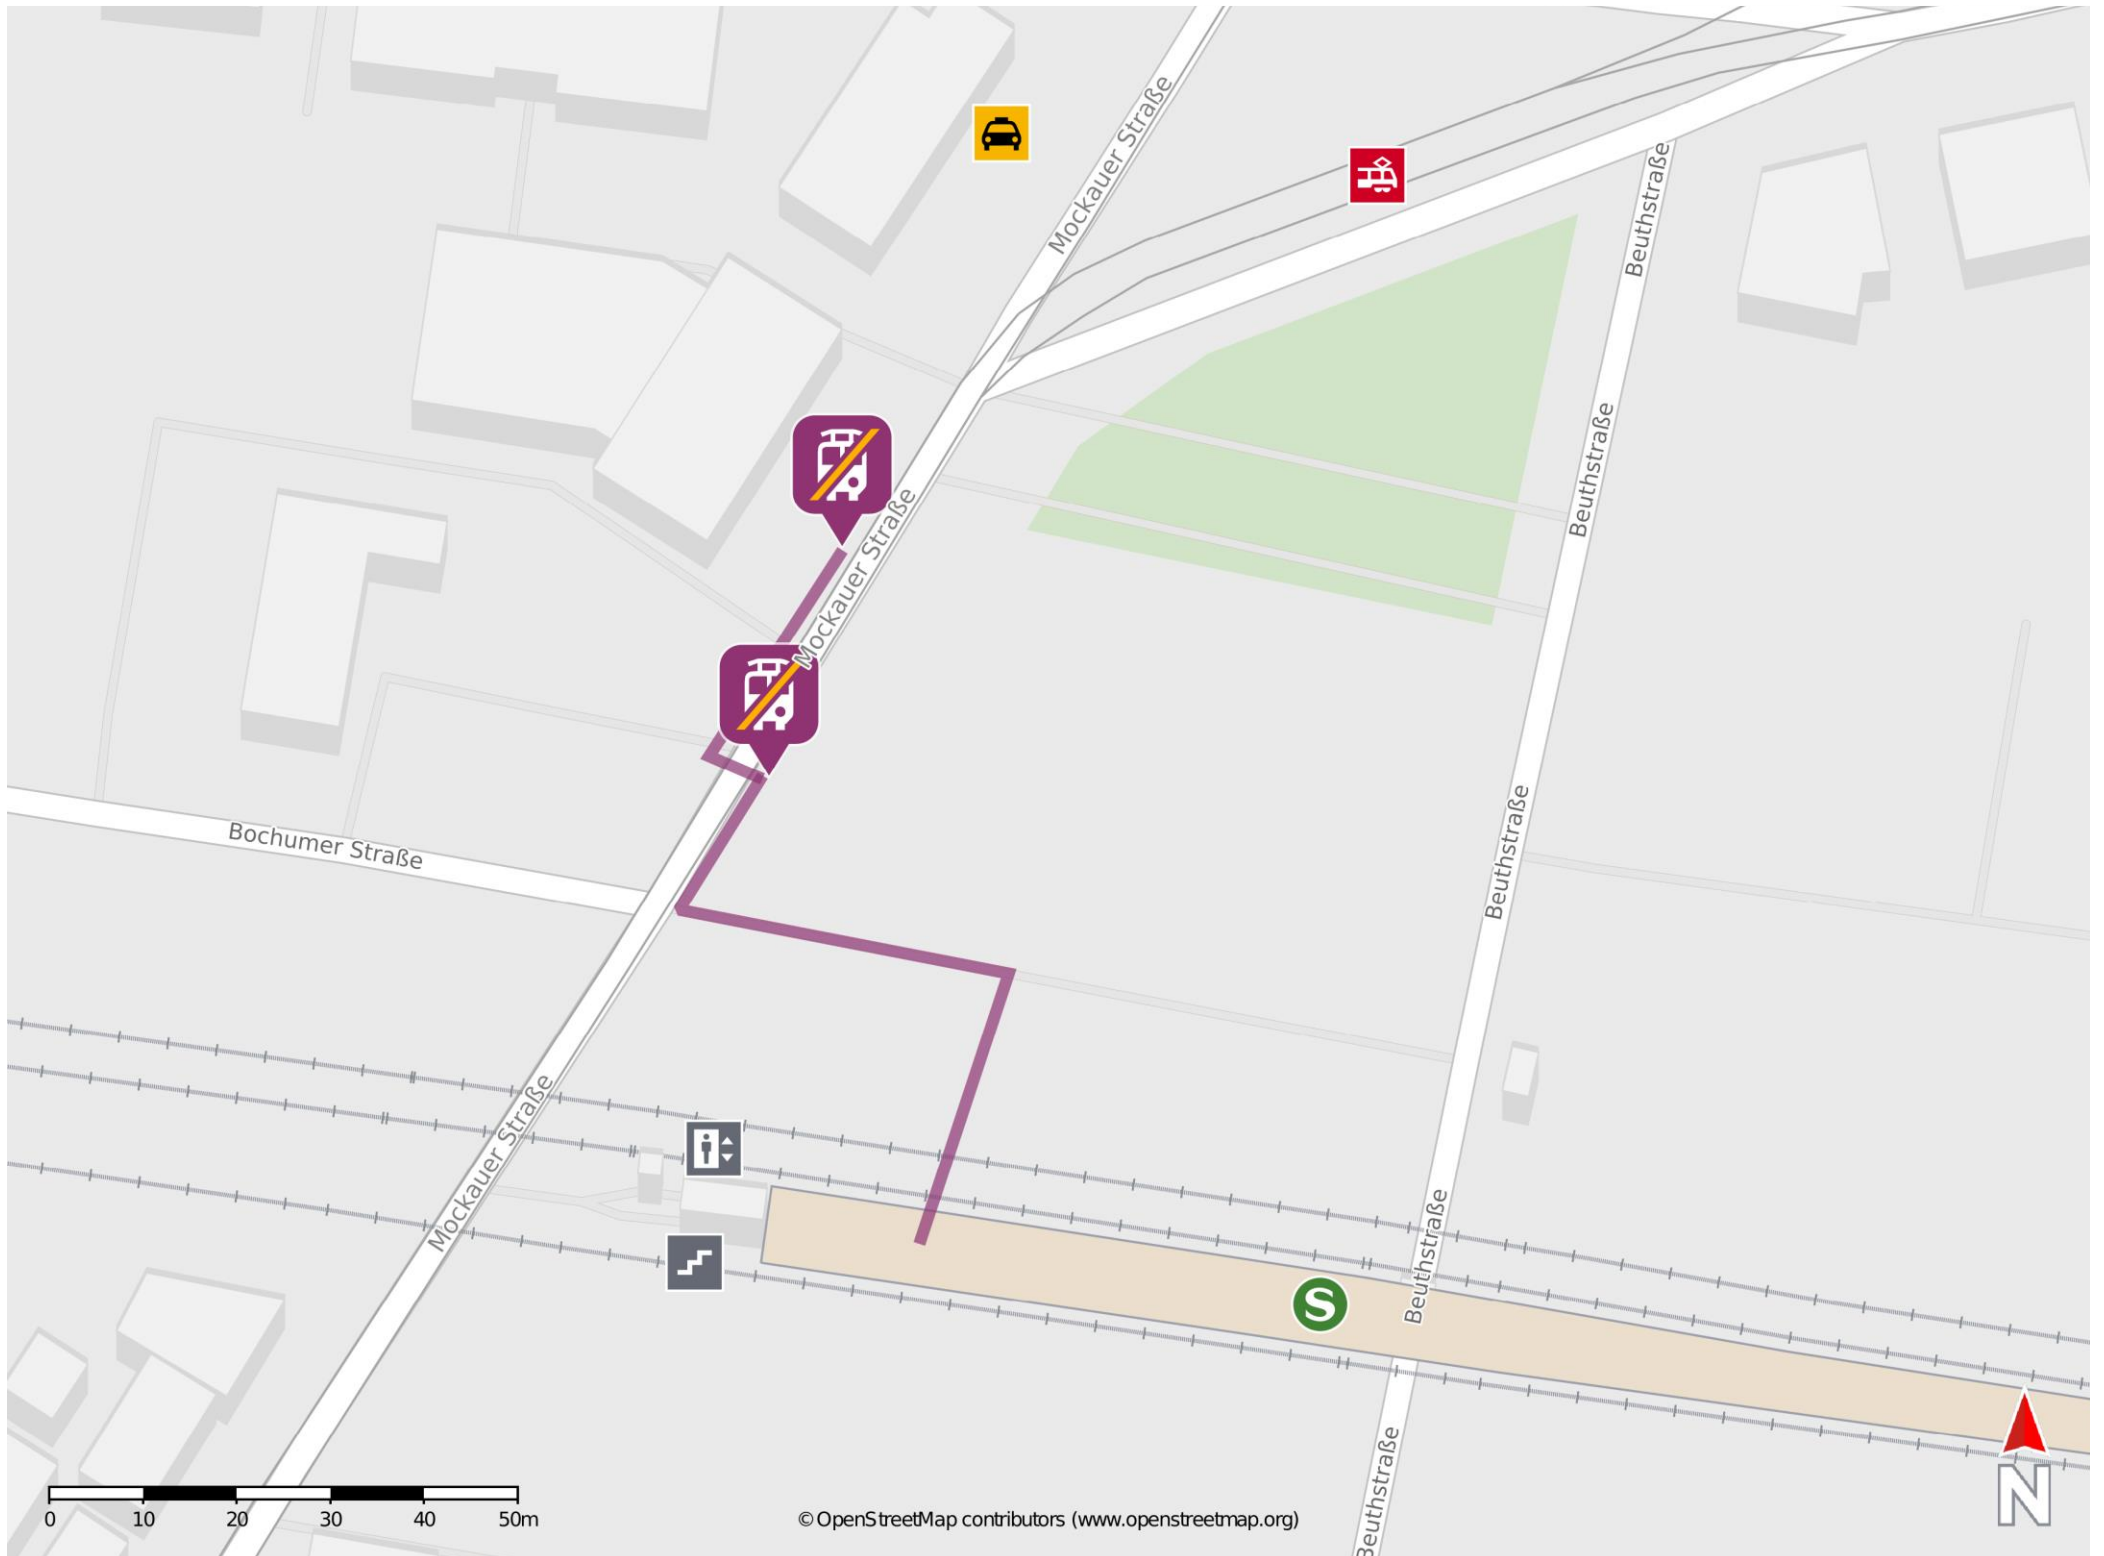 Mockauer Straße
Beuthstraße
Beuthstraße
Mockauer Straße
Bochumer Straße
Beuthstraße
Mockauer Straße
Beuthstraße
S
Beuthstraße
N
0 10 20 30 40 50m
© OpenStreetMap contributors (www.openstreetmap.org)